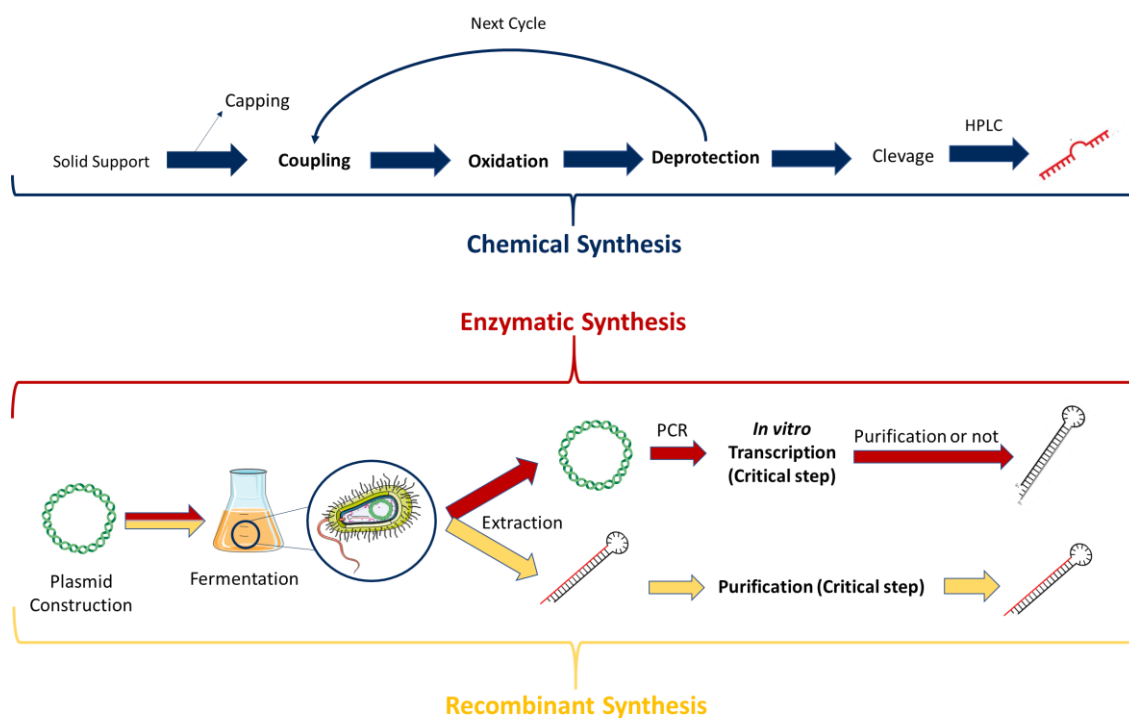 Next Cycle
Capping
Solid Support
Coupling
Oxidation
Deprotection
Clevage
HPLC
Chemical Synthesis
Enzymatic Synthesis
Plasmid
Construction
Fermentation
Extraction
PCR
In vitro
Transcription
(Critical step)
Purification or not
Purification (Critical step)
Recombinant Synthesis